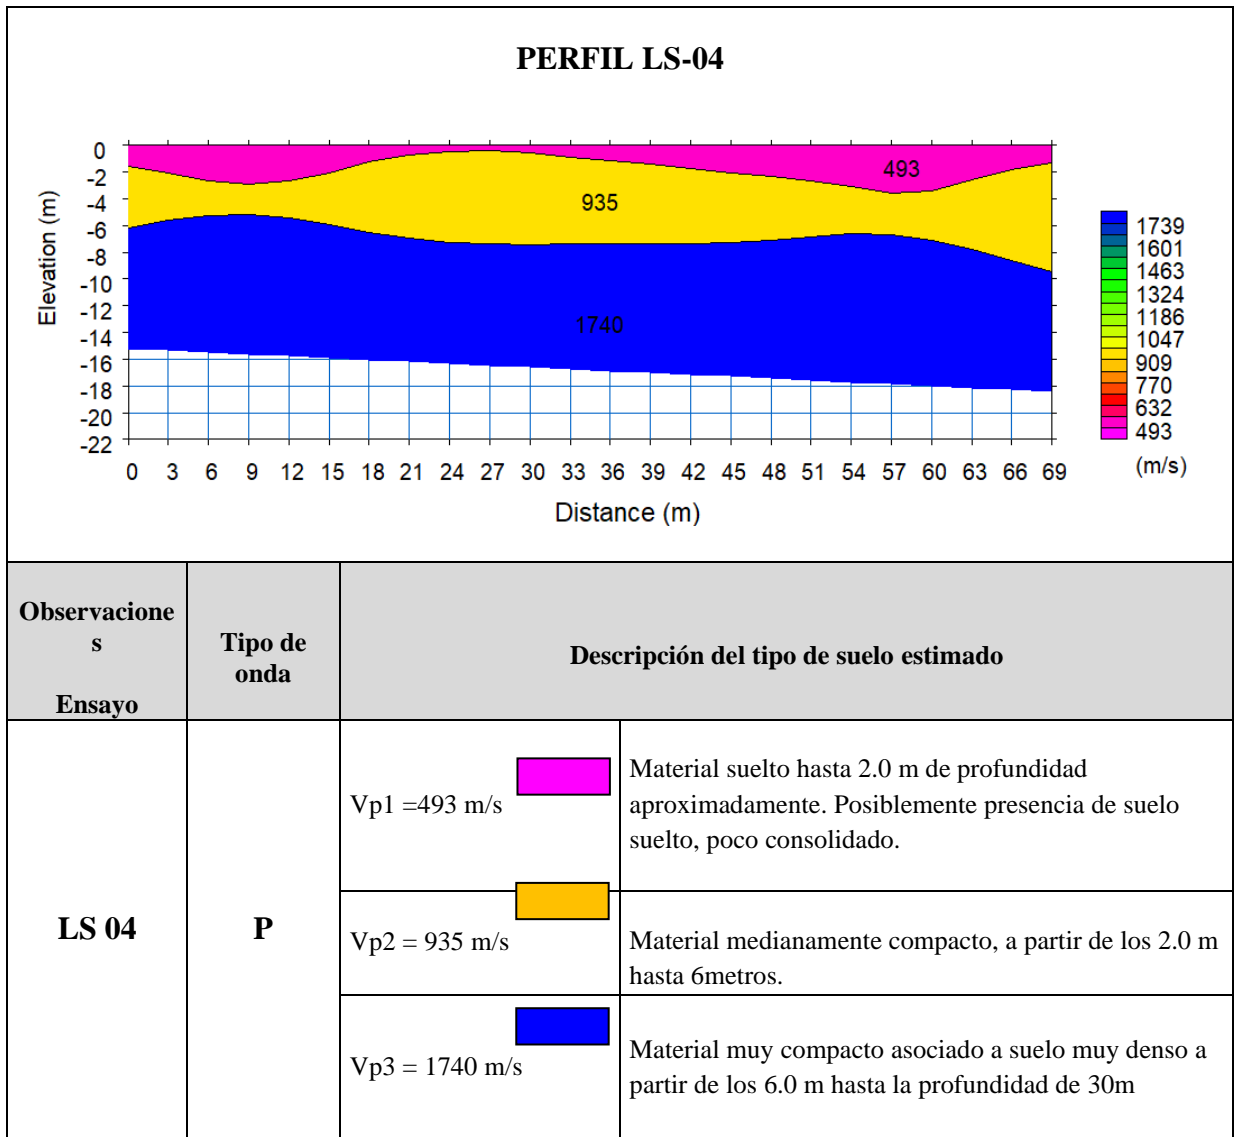 PERFIL LS-04
0
-2
-4
-6
-8
-10
-12
-14
-16
-18
-20
-22
Elevation (m)
493
935
1740
0 3 6 9 12 15 18 21 24 27 30 33 36 39 42 45 48 51 54 57 60 63 66 69
Distance (m)
1739
1601
1463
1324
1186
1047
909
770
632
493
(m/s)
Observacione
s
Ensayo
Tipo de
onda
Descripción del tipo de suelo estimado
LS 04
P
Vp1 =493 m/s
Material suelto hasta 2.0 m de profundidad
aproximadamente. Posiblemente presencia de suelo
suelto, poco consolidado.
Vp2 = 935 m/s
Material medianamente compacto, a partir de los 2.0 m
hasta 6metros.
Vp3 = 1740 m/s
Material muy compacto asociado a suelo muy denso a
partir de los 6.0 m hasta la profundidad de 30m